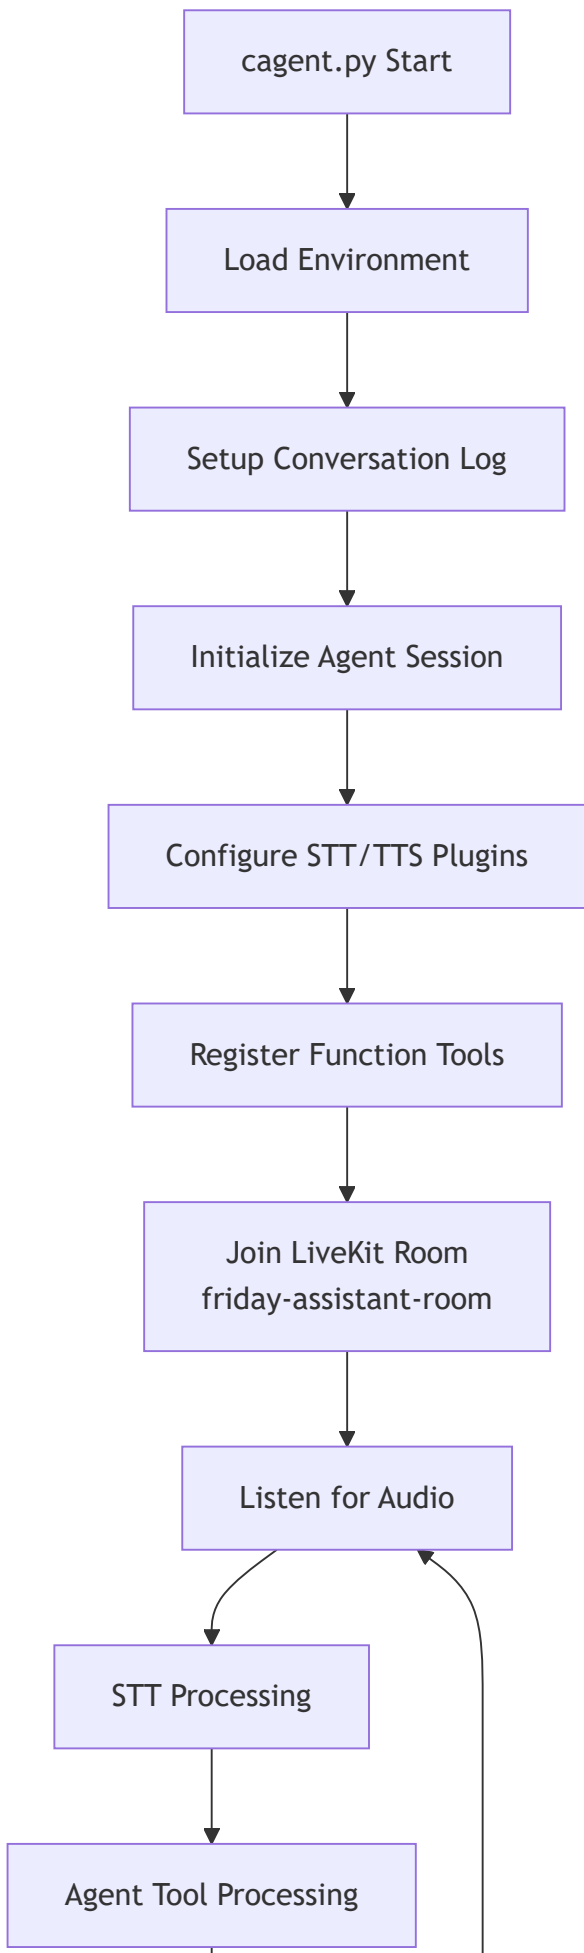 cagent.py Start
Load Environment
Setup Conversation Log
Initialize Agent Session
Configure STT/TTS Plugins
Register Function Tools
Join LiveKit Room
friday-assistant-room
Listen for Audio
STT Processing
Agent Tool Processing